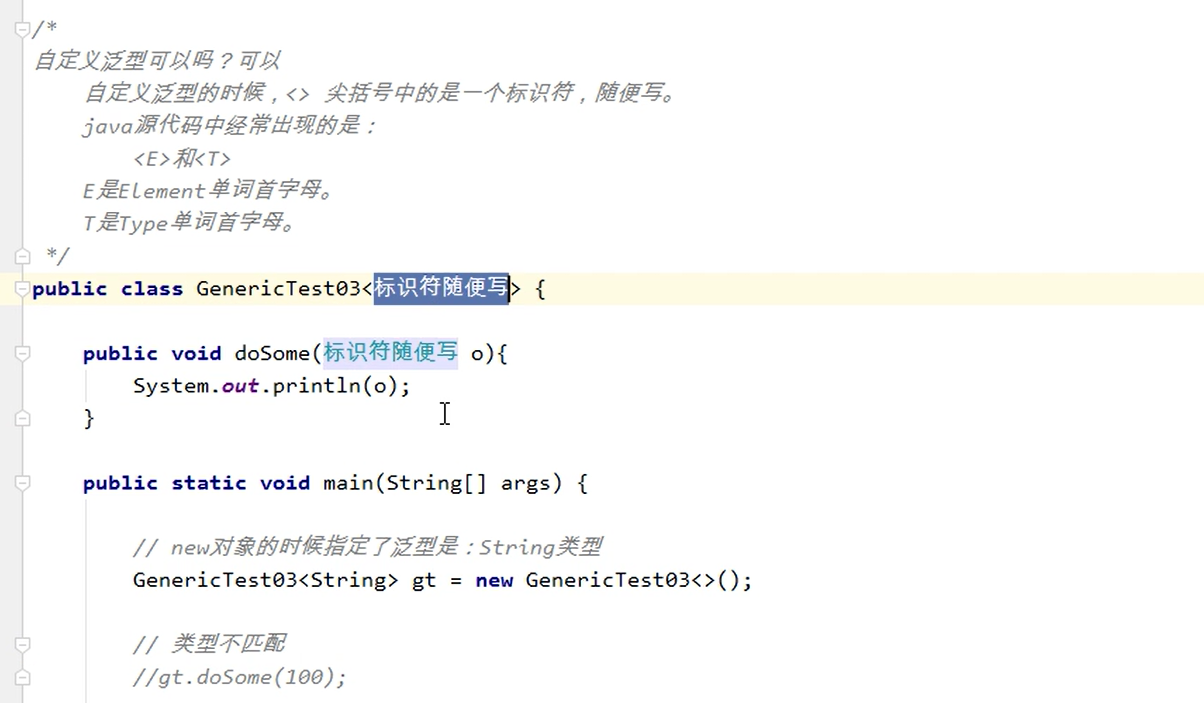 /*
自定义泛型可以吗？可以
自定义泛型的时候，<> 尖括号中的是一个标识符，随便写。
java源代码中经常出现的是：
<E>和<T>
E是Element单词首字母。
T是Type单词首字母。
*/
public class GenericTest03<标识符随便写> {
public void doSome(标识符随便写 o){
System.out.println(o);
}
public static void main(String[] args) {
// new对象的时候指定了泛型是：String类型
GenericTest03<String> gt = new GenericTest03<>();
// 类型不匹配
//gt.doSome(100);